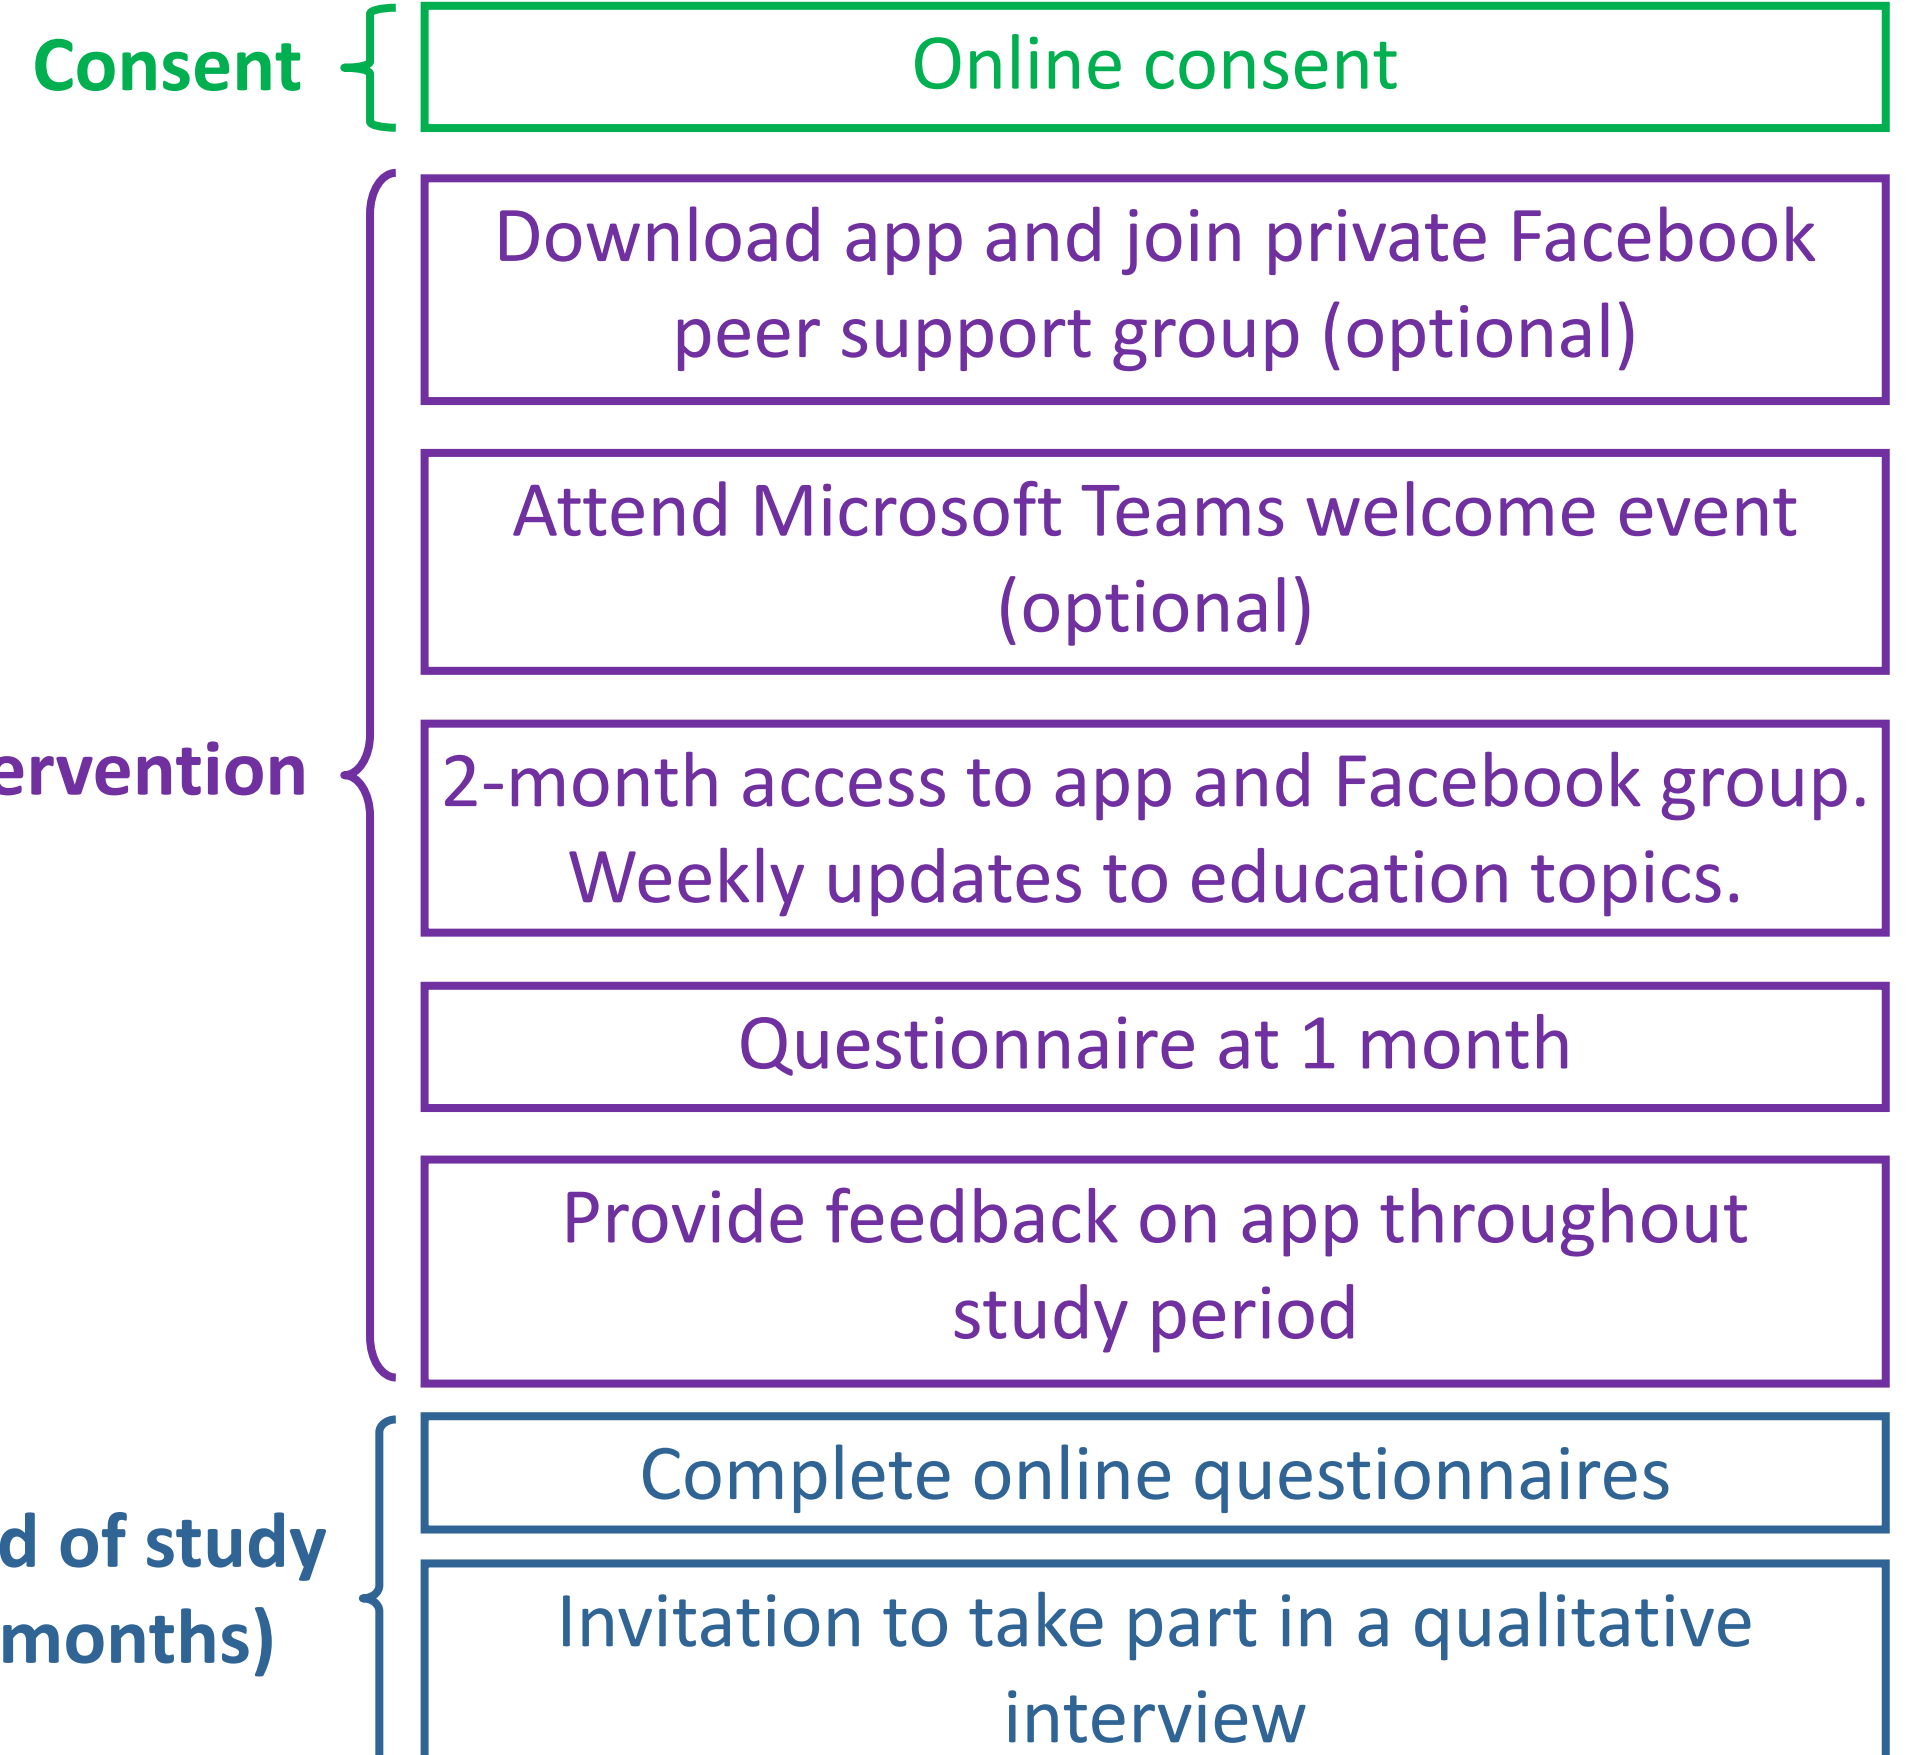 Consent
Online consent
Download app and join private Facebook
peer support group (optional)
Attend Microsoft Teams welcome event
(optional)
ervention
2-month access to app and Facebook group.
Weekly updates to education topics.
Questionnaire at 1 month
Provide feedback on app throughout
study period
Complete online questionnaires
d of study
months)
Invitation to take part in a qualitative
interview